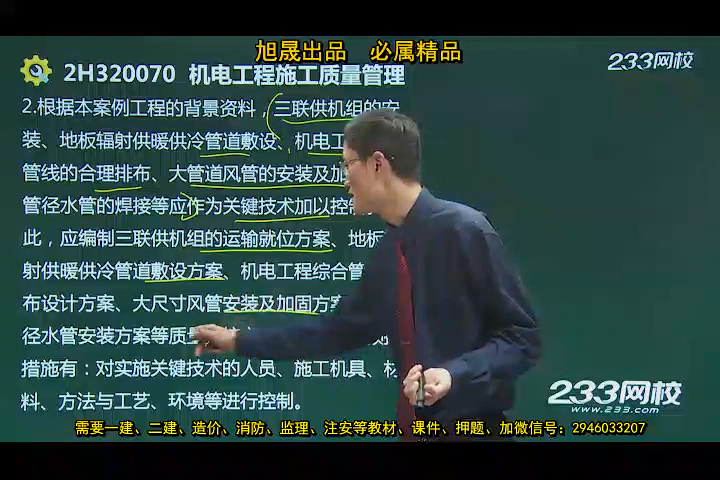 旭晟出品 必属精品
2H320070 机电工程施工质量管理
233网校
2.根据本案例工程的背景资料，三联供机组的安
装、地板辐射供暖供冷管道敷设、机电工
管线的合理排布、大管道风管的安装及加
管径水管的焊接等应作为关键技术加以控
此，应编制三联供机组的运输就位方案、地板
射供暖供冷管道敷设方案、机电工程综合管
布设计方案、大尺寸风管安装及加固方
径水管安装方案等质
措施有：对实施关键技术的人员、施工机具、材
料、方法与工艺、环境等进行控制。
233网校
www.233.com
需要一建、二建、造价、消防、监理、注安等教材、课件、押题、加微信号：2946033207